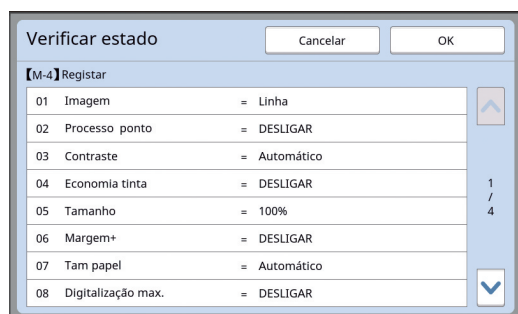 Verificar estado Cancelar OK
【M-4】Registar
01 Imagem = Linha
02 Processo ponto = DESLIGAR
03 Contraste = Automático
04 Economia tinta = DESLIGAR
05 Tamanho = 100%
06 Margem+ = DESLIGAR
07 Tam papel = Automático
08 Digitalização max. = DESLIGAR
1
/
4